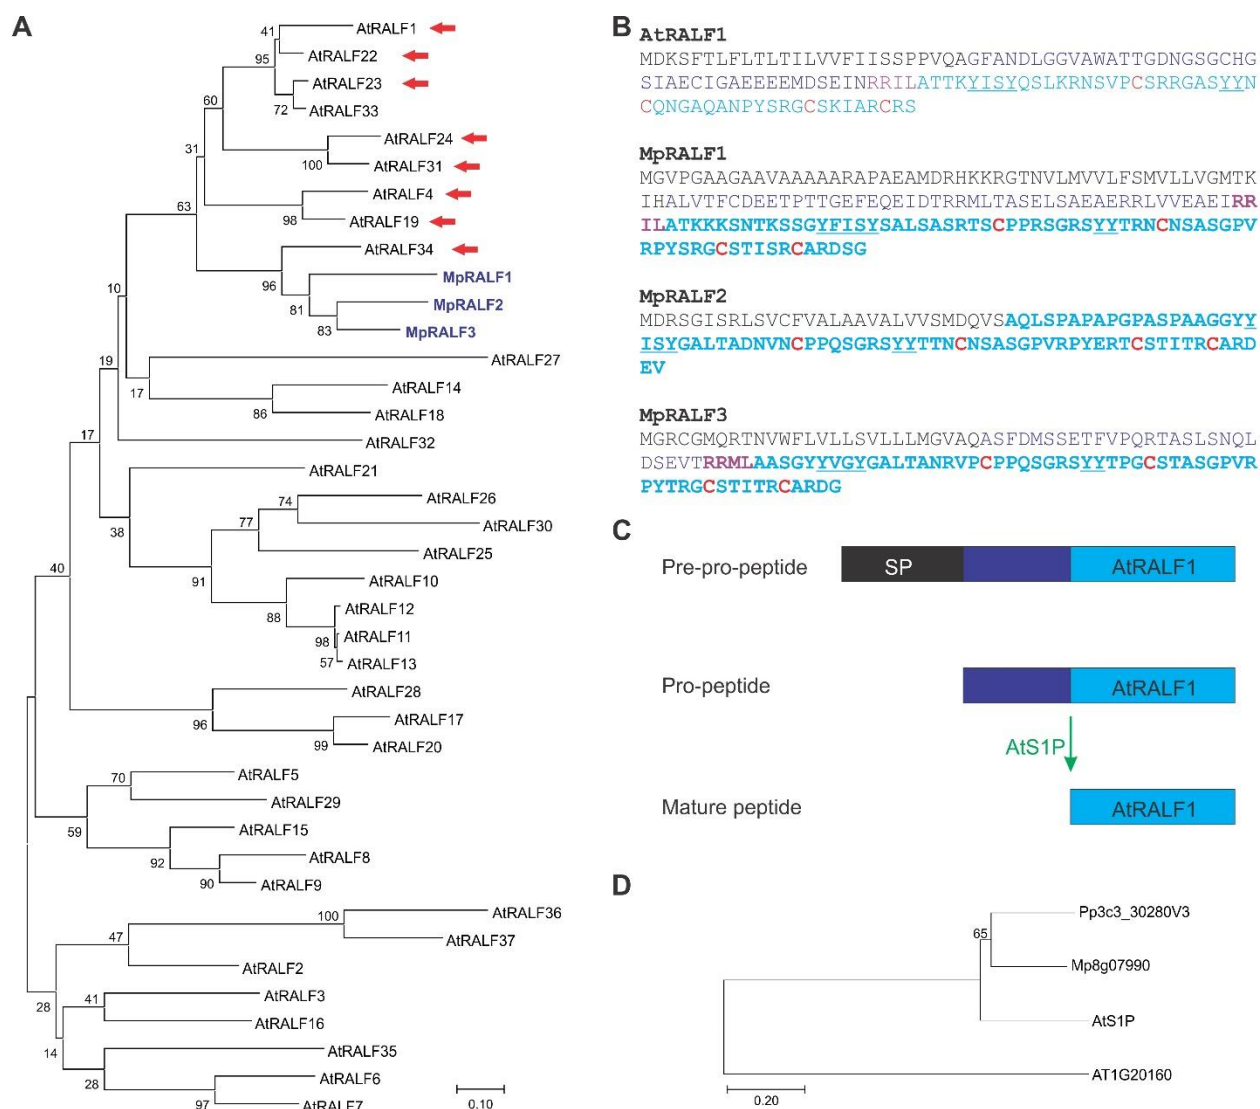 A
41
AtRALF1
AtRALF22
95
AtRALF23
60
72
AtRALF33
AtRALF24
31
100
AtRALF31
AtRALF4
63
98
AtRALF19
AtRALF34
96
MpRALF1
10
81
MpRALF2
83
MpRALF3
19
AtRALF27
17
AtRALF14
86
AtRALF18
17
AtRALF32
AtRALF21
74
AtRALF26
77
AtRALF30
38
AtRALF25
40
91
AtRALF10
88
AtRALF12
98
AtRALF11
57
AtRALF13
AtRALF28
96
AtRALF17
99
AtRALF20
70
AtRALF5
AtRALF29
59
AtRALF15
92
AtRALF8
90
AtRALF9
100
AtRALF36
47
AtRALF37
AtRALF2
28
41
AtRALF3
AtRALF16
14
AtRALF35
28
AtRALF6
97
AtRALF7
0.10
B
AtRALF1
MDKSFTLFLTLTILVVFIISSPPVQAGFANDLGGVAWATTGDNGSGCHG
SIAECIGAEEEEMDSEINRRILATTKYISYQSLKRNSVPCSRRGASYYN
CQNGAQANPYSRGCSKIARCRS
MpRALF1
MGVPGAAGAAVAAAAAARAPAEAMDRHKKRGTNVLMVVLFSMVLLVGMTK
IHALVTFCDEETPTTGEFEQEIDTRRMLTASELSAEAERRLVVEAEIRR
ILATKKKSNTKSSGYFISYSALSASRTSCPPRSGRSYYTRNCNSASGPV
RPYSRGCSTISRCARDSG
MpRALF2
MDRSGISRLSVCFVALAAVALVVSMDQVSAQLSPAPAPGPASPAAGGYY
ISYGALTADNVNCPPQSGRSYYTTNCNSASGPVRPYERTCSTITRCARD
EV
MpRALF3
MGRCGMQRTNVWFLVLLSVLLLMGVAQASFDMSSETFVPQRTASLSNQL
DSEVTRRMLAASGYYVGYGALTANRVPCPPQSGRSYYTPGCSTASGPVR
PYTRGCSTITRCARDG
C
Pre-pro-peptide
SP
AtRALF1
Pro-peptide
AtRALF1
AtS1P
Mature peptide
AtRALF1
D
Pp3c3_30280V3
65
Mp8g07990
AtS1P
AT1G20160
0.20